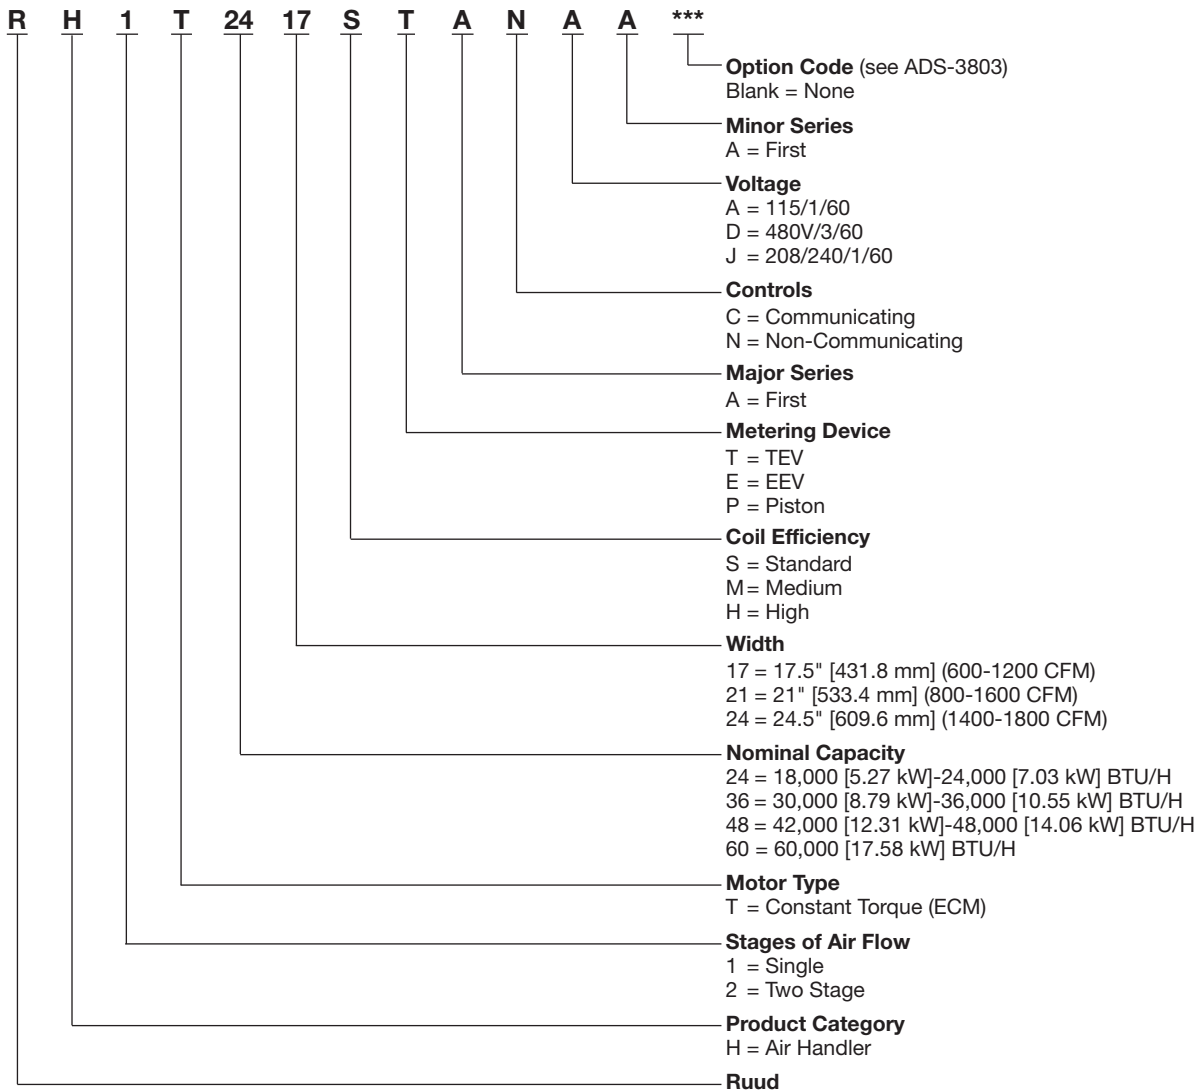 R H 1 T 24 17 S T A N A A ***
Option Code (see ADS-3803)
Blank = None
Minor Series
A = First
Voltage
A = 115/1/60
D = 480V/3/60
J = 208/240/1/60
Controls
C = Communicating
N = Non-Communicating
Major Series
A = First
Metering Device
T = TEV
E = EEV
P = Piston
Coil Efficiency
S = Standard
M = Medium
H = High
Width
17 = 17.5" [431.8 mm] (600-1200 CFM)
21 = 21" [533.4 mm] (800-1600 CFM)
24 = 24.5" [609.6 mm] (1400-1800 CFM)
Nominal Capacity
24 = 18,000 [5.27 kW]-24,000 [7.03 kW] BTU/H
36 = 30,000 [8.79 kW]-36,000 [10.55 kW] BTU/H
48 = 42,000 [12.31 kW]-48,000 [14.06 kW] BTU/H
60 = 60,000 [17.58 kW] BTU/H
Motor Type
T = Constant Torque (ECM)
Stages of Air Flow
1 = Single
2 = Two Stage
Product Category
H = Air Handler
Ruud